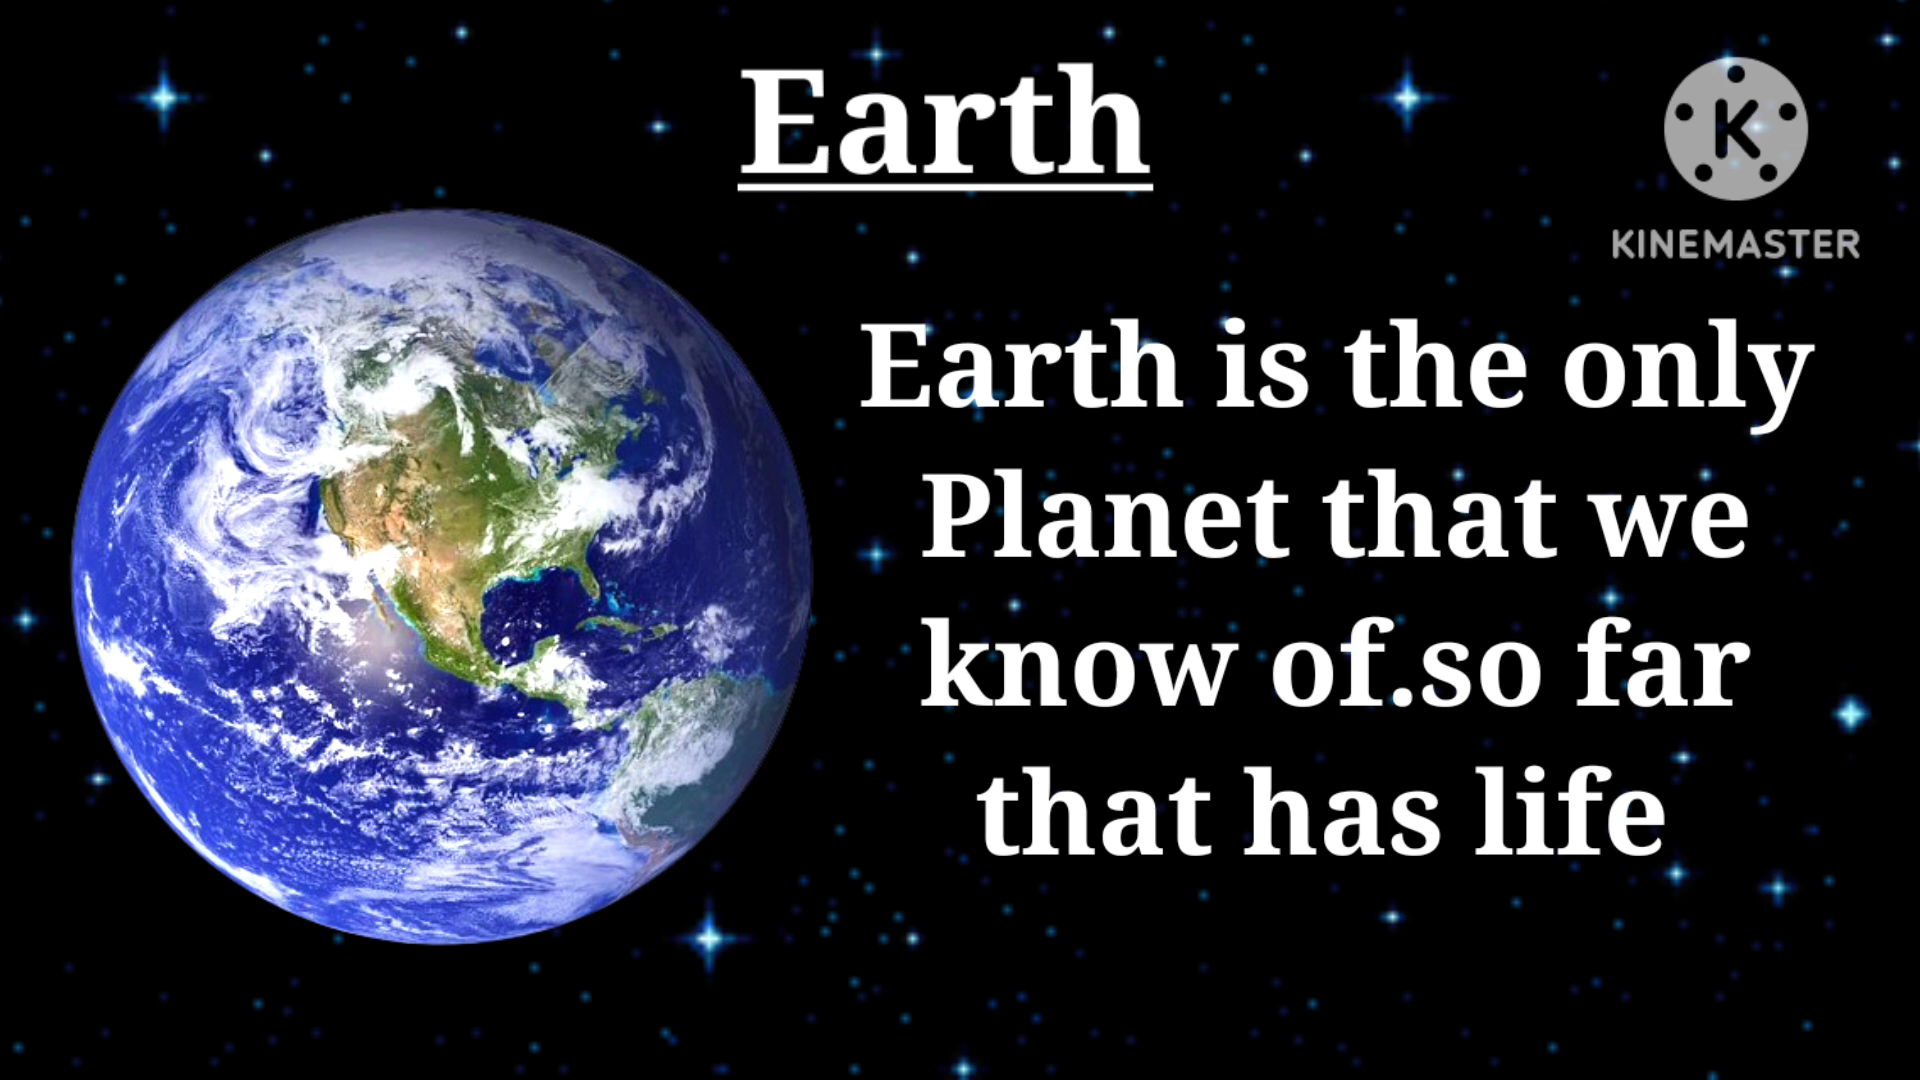 Earth
K
KINEMASTER
Earth is the only
Planet that we
know of.so far
that has life